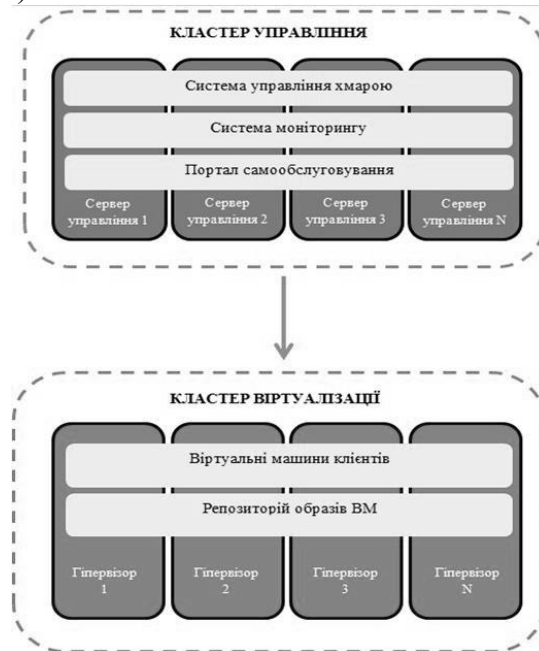 )
КЛАСТЕР УПРАВЛІННЯ
Система управління хмарою
Система моніторингу
Портал самообслуговування
Сервер управління 1
Сервер управління 2
Сервер управління 3
Сервер управління N
КЛАСТЕР ВІРТУАЛІЗАЦІЇ
Віртуальні машини клієнтів
Репозиторій образів ВМ
Гіпервізор 1
Гіпервізор 2
Гіпервізор 3
Гіпервізор N